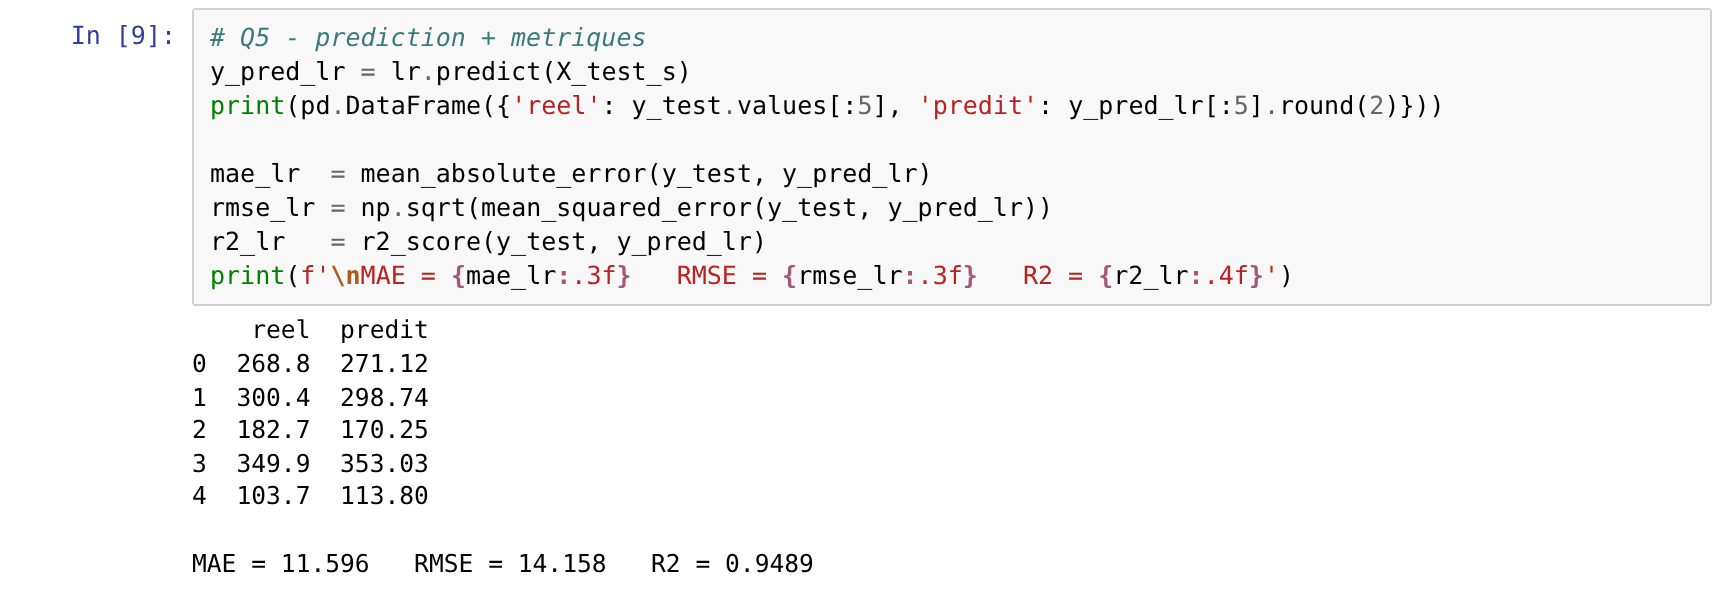 In [9]:
# Q5 - prediction + metriques
y_pred_lr = lr.predict(X_test_s)
print(pd.DataFrame({'reel': y_test.values[:5], 'predit': y_pred_lr[:5].round(2)}))

mae_lr  = mean_absolute_error(y_test, y_pred_lr)
rmse_lr = np.sqrt(mean_squared_error(y_test, y_pred_lr))
r2_lr   = r2_score(y_test, y_pred_lr)
print(f'\nMAE = {mae_lr:.3f}   RMSE = {rmse_lr:.3f}   R2 = {r2_lr:.4f}')
    reel  predit
0  268.8  271.12
1  300.4  298.74
2  182.7  170.25
3  349.9  353.03
4  103.7  113.80

MAE = 11.596   RMSE = 14.158   R2 = 0.9489